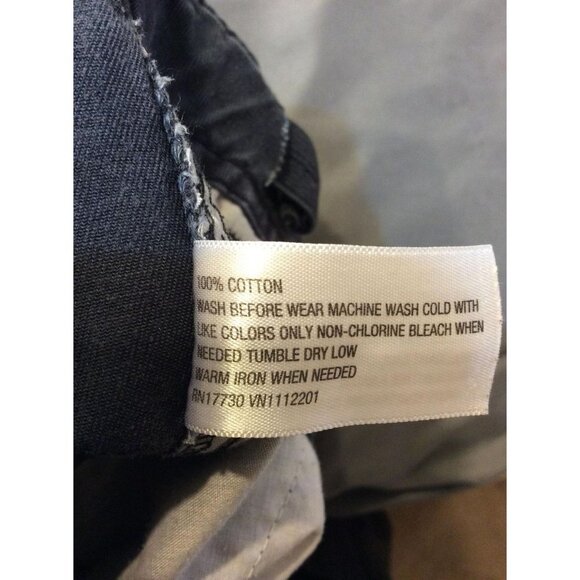 100% COTTON
WASH BEFORE WEAR MACHINE WASH COLD WITH
LIKE COLORS ONLY NON-CHLORINE BLEACH WHEN
NEEDED TUMBLE DRY LOW
WARM IRON WHEN NEEDED
RN17730 VN1112201